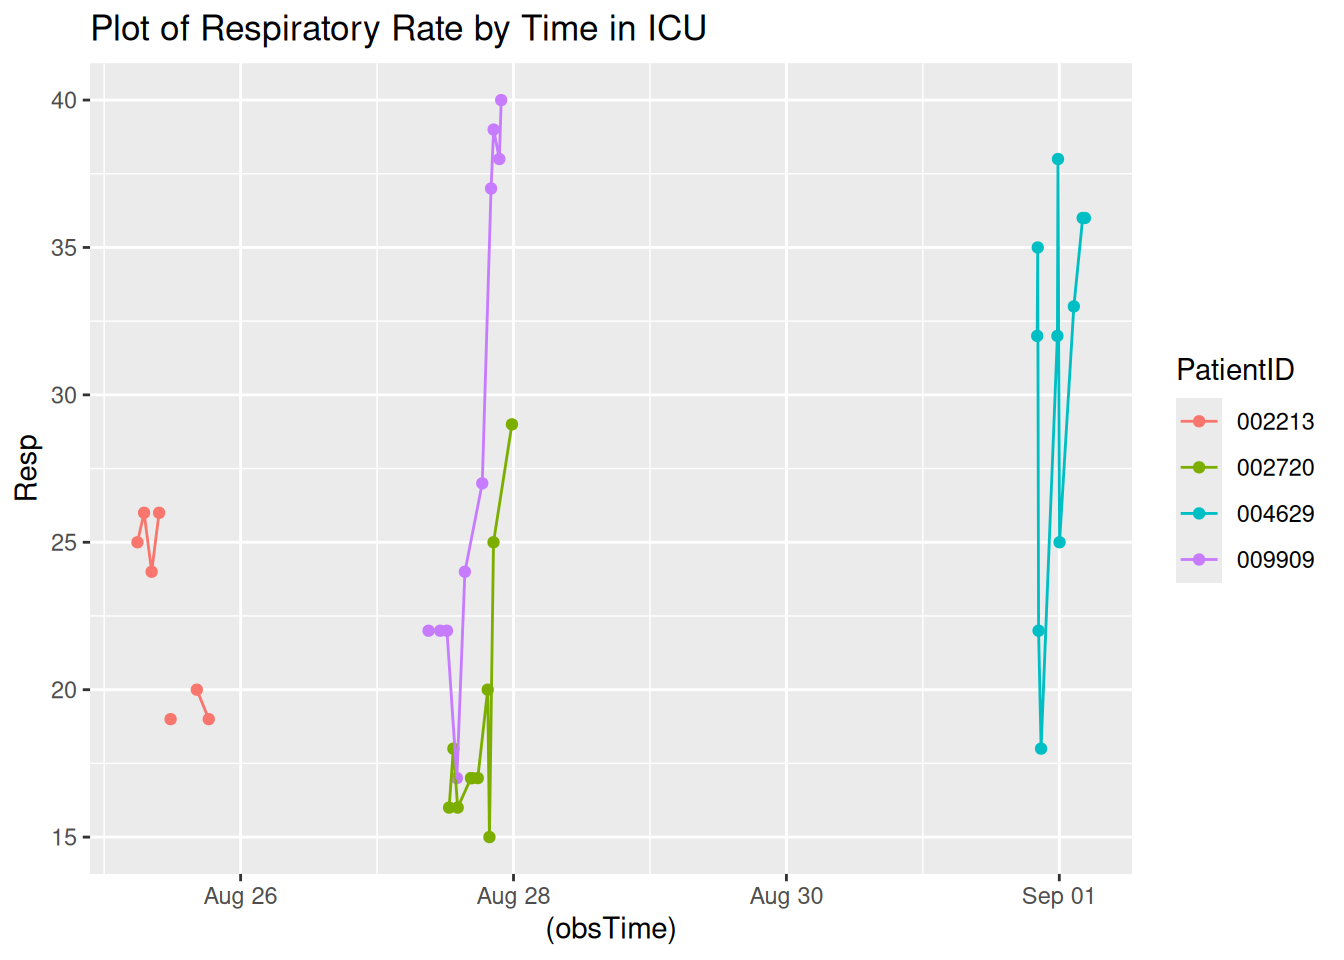 Plot of Respiratory Rate by Time in ICU
40
35
30
25
20
15
Resp
Aug 26
Aug 28
Aug 30
Sep 01
(obsTime)
PatientID
002213
002720
004629
009909